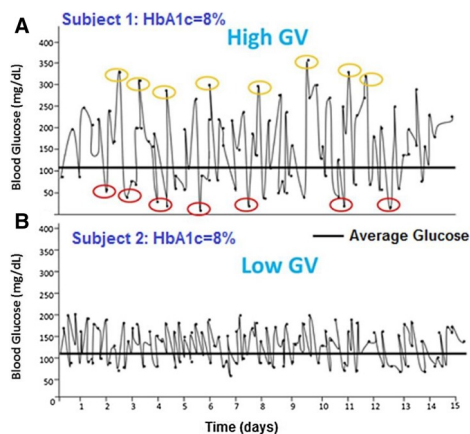 A
Subject 1: HbA1c=8%
High GV
Blood Glucose (mg/dL)
400
350
300
250
200
150
100
50
B
Subject 2: HbA1c=8%
Average Glucose
Low GV
Blood Glucose (mg/dL)
400
350
300
250
200
150
100
50
0
0 1 2 3 4 5 6 7 8 9 10 11 12 13 14 15
Time (days)